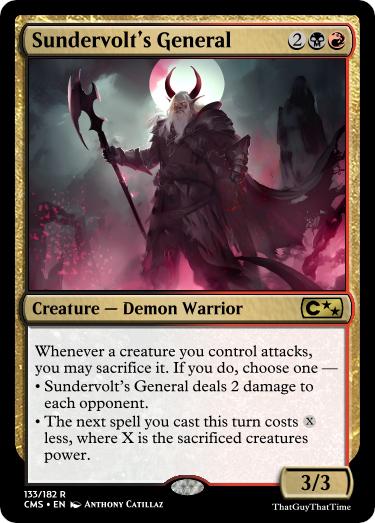 Sundervolt's General 2
Creature — Demon Warrior C
Whenever a creature you control attacks,
you may sacrifice it. If you do, choose one —
• Sundervolt's General deals 2 damage to
each opponent.
• The next spell you cast this turn costs X
less, where X is the sacrificed creatures
power.
3/3
133/182 R
CMS • EN Anthony Catillaz
ThatGuyThatTime